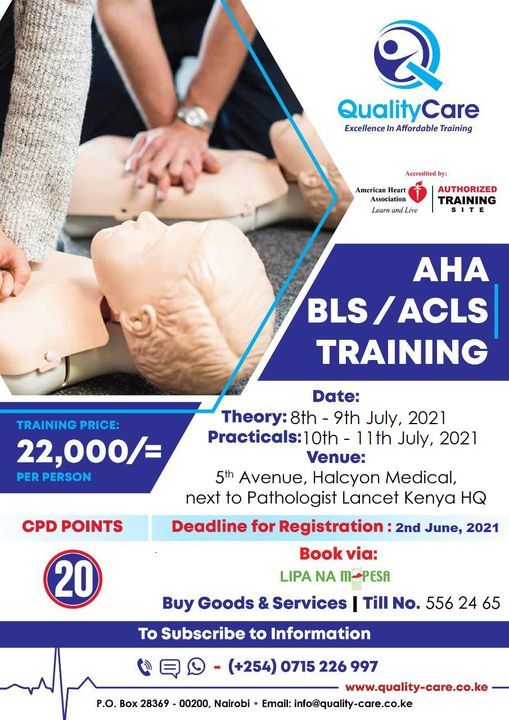 QualityCare
Excellence In Affordable Training
Accredited by:
American Heart
Association
Learn and Live
AUTHORIZED
TRAINING
SITE
AHA
BLS/ACLS
TRAINING
TRAINING PRICE:
22,000/=
PER PERSON
Date:
Theory: 8th - 9th July, 2021
Practicals: 10th - 11th July, 2021
Venue:
5th Avenue, Halcyon Medical,
next to Pathologist Lancet Kenya HQ
CPD POINTS
20
Deadline for Registration : 2nd June, 2021
Book via:
LIPA NA M-PESA
Buy Goods & Services | Till No. 556 24 65
To Subscribe to Information
- (+254) 0715 226 997
www.quality-care.co.ke
P.O. Box 28369 - 00200, Nairobi • Email: info@quality-care.co.ke